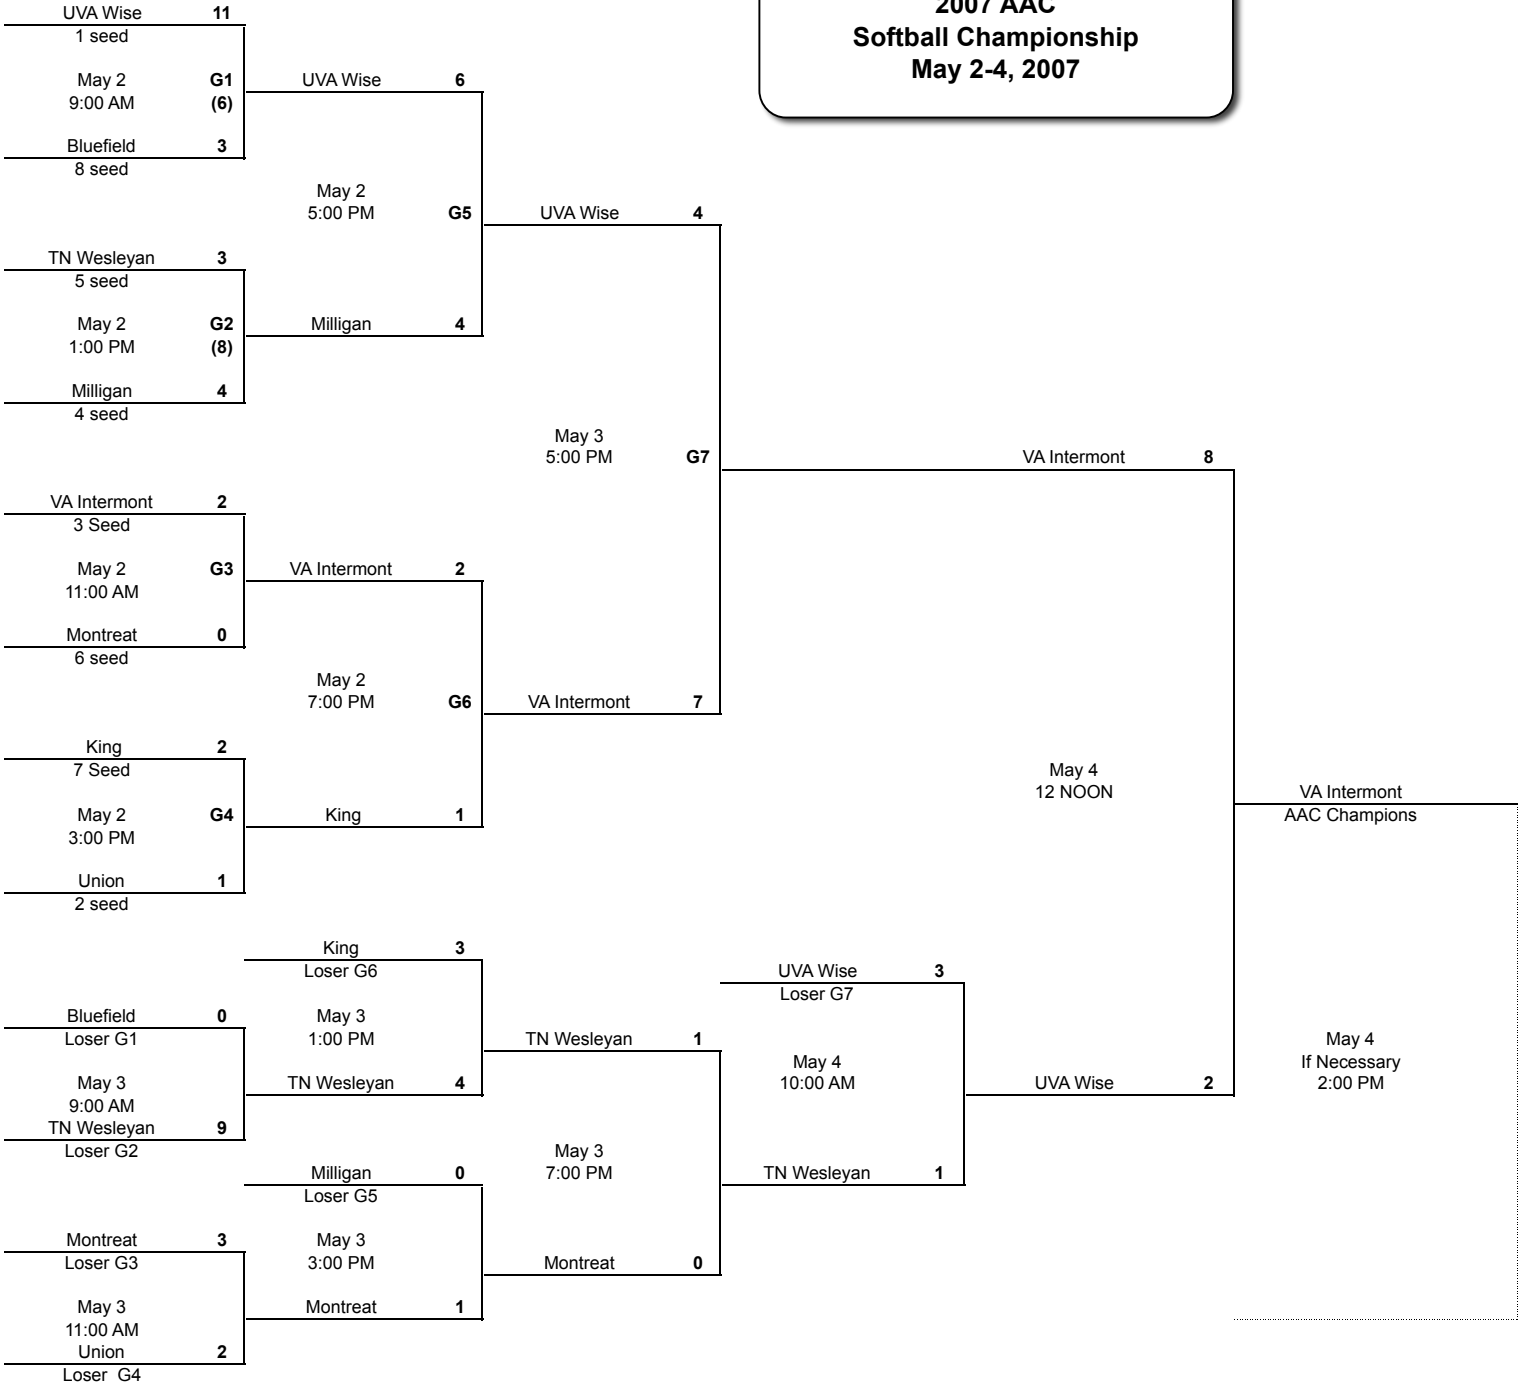 2007 AAC
Softball Championship
May 2-4, 2007
UVA Wise 11
1 seed
May 2 G1
9:00 AM (6)
Bluefield 3
8 seed
TN Wesleyan 3
5 seed
May 2 G2
1:00 PM (8)
Milligan 4
4 seed
VA Intermont 2
3 Seed
May 2 G3
11:00 AM
Montreat 0
6 seed
King 2
7 Seed
May 2 G4
3:00 PM
Union 1
2 seed
UVA Wise 6
May 2
5:00 PM G5
Milligan 4
VA Intermont 2
May 2
7:00 PM G6
King 1
UVA Wise 4
May 3
5:00 PM G7
VA Intermont 7
VA Intermont 8
May 4
12 NOON
UVA Wise 2
VA Intermont
AAC Champions
May 4
If Necessary
2:00 PM
Bluefield 0
Loser G1
May 3
9:00 AM
TN Wesleyan 9
Loser G2
Montreat 3
Loser G3
May 3
11:00 AM
Union 2
Loser G4
King 3
Loser G6
May 3
1:00 PM
TN Wesleyan 4
Milligan 0
Loser G5
May 3
3:00 PM
Montreat 1
TN Wesleyan 1
May 3
7:00 PM
Montreat 0
UVA Wise 3
Loser G7
May 4
10:00 AM
TN Wesleyan 1